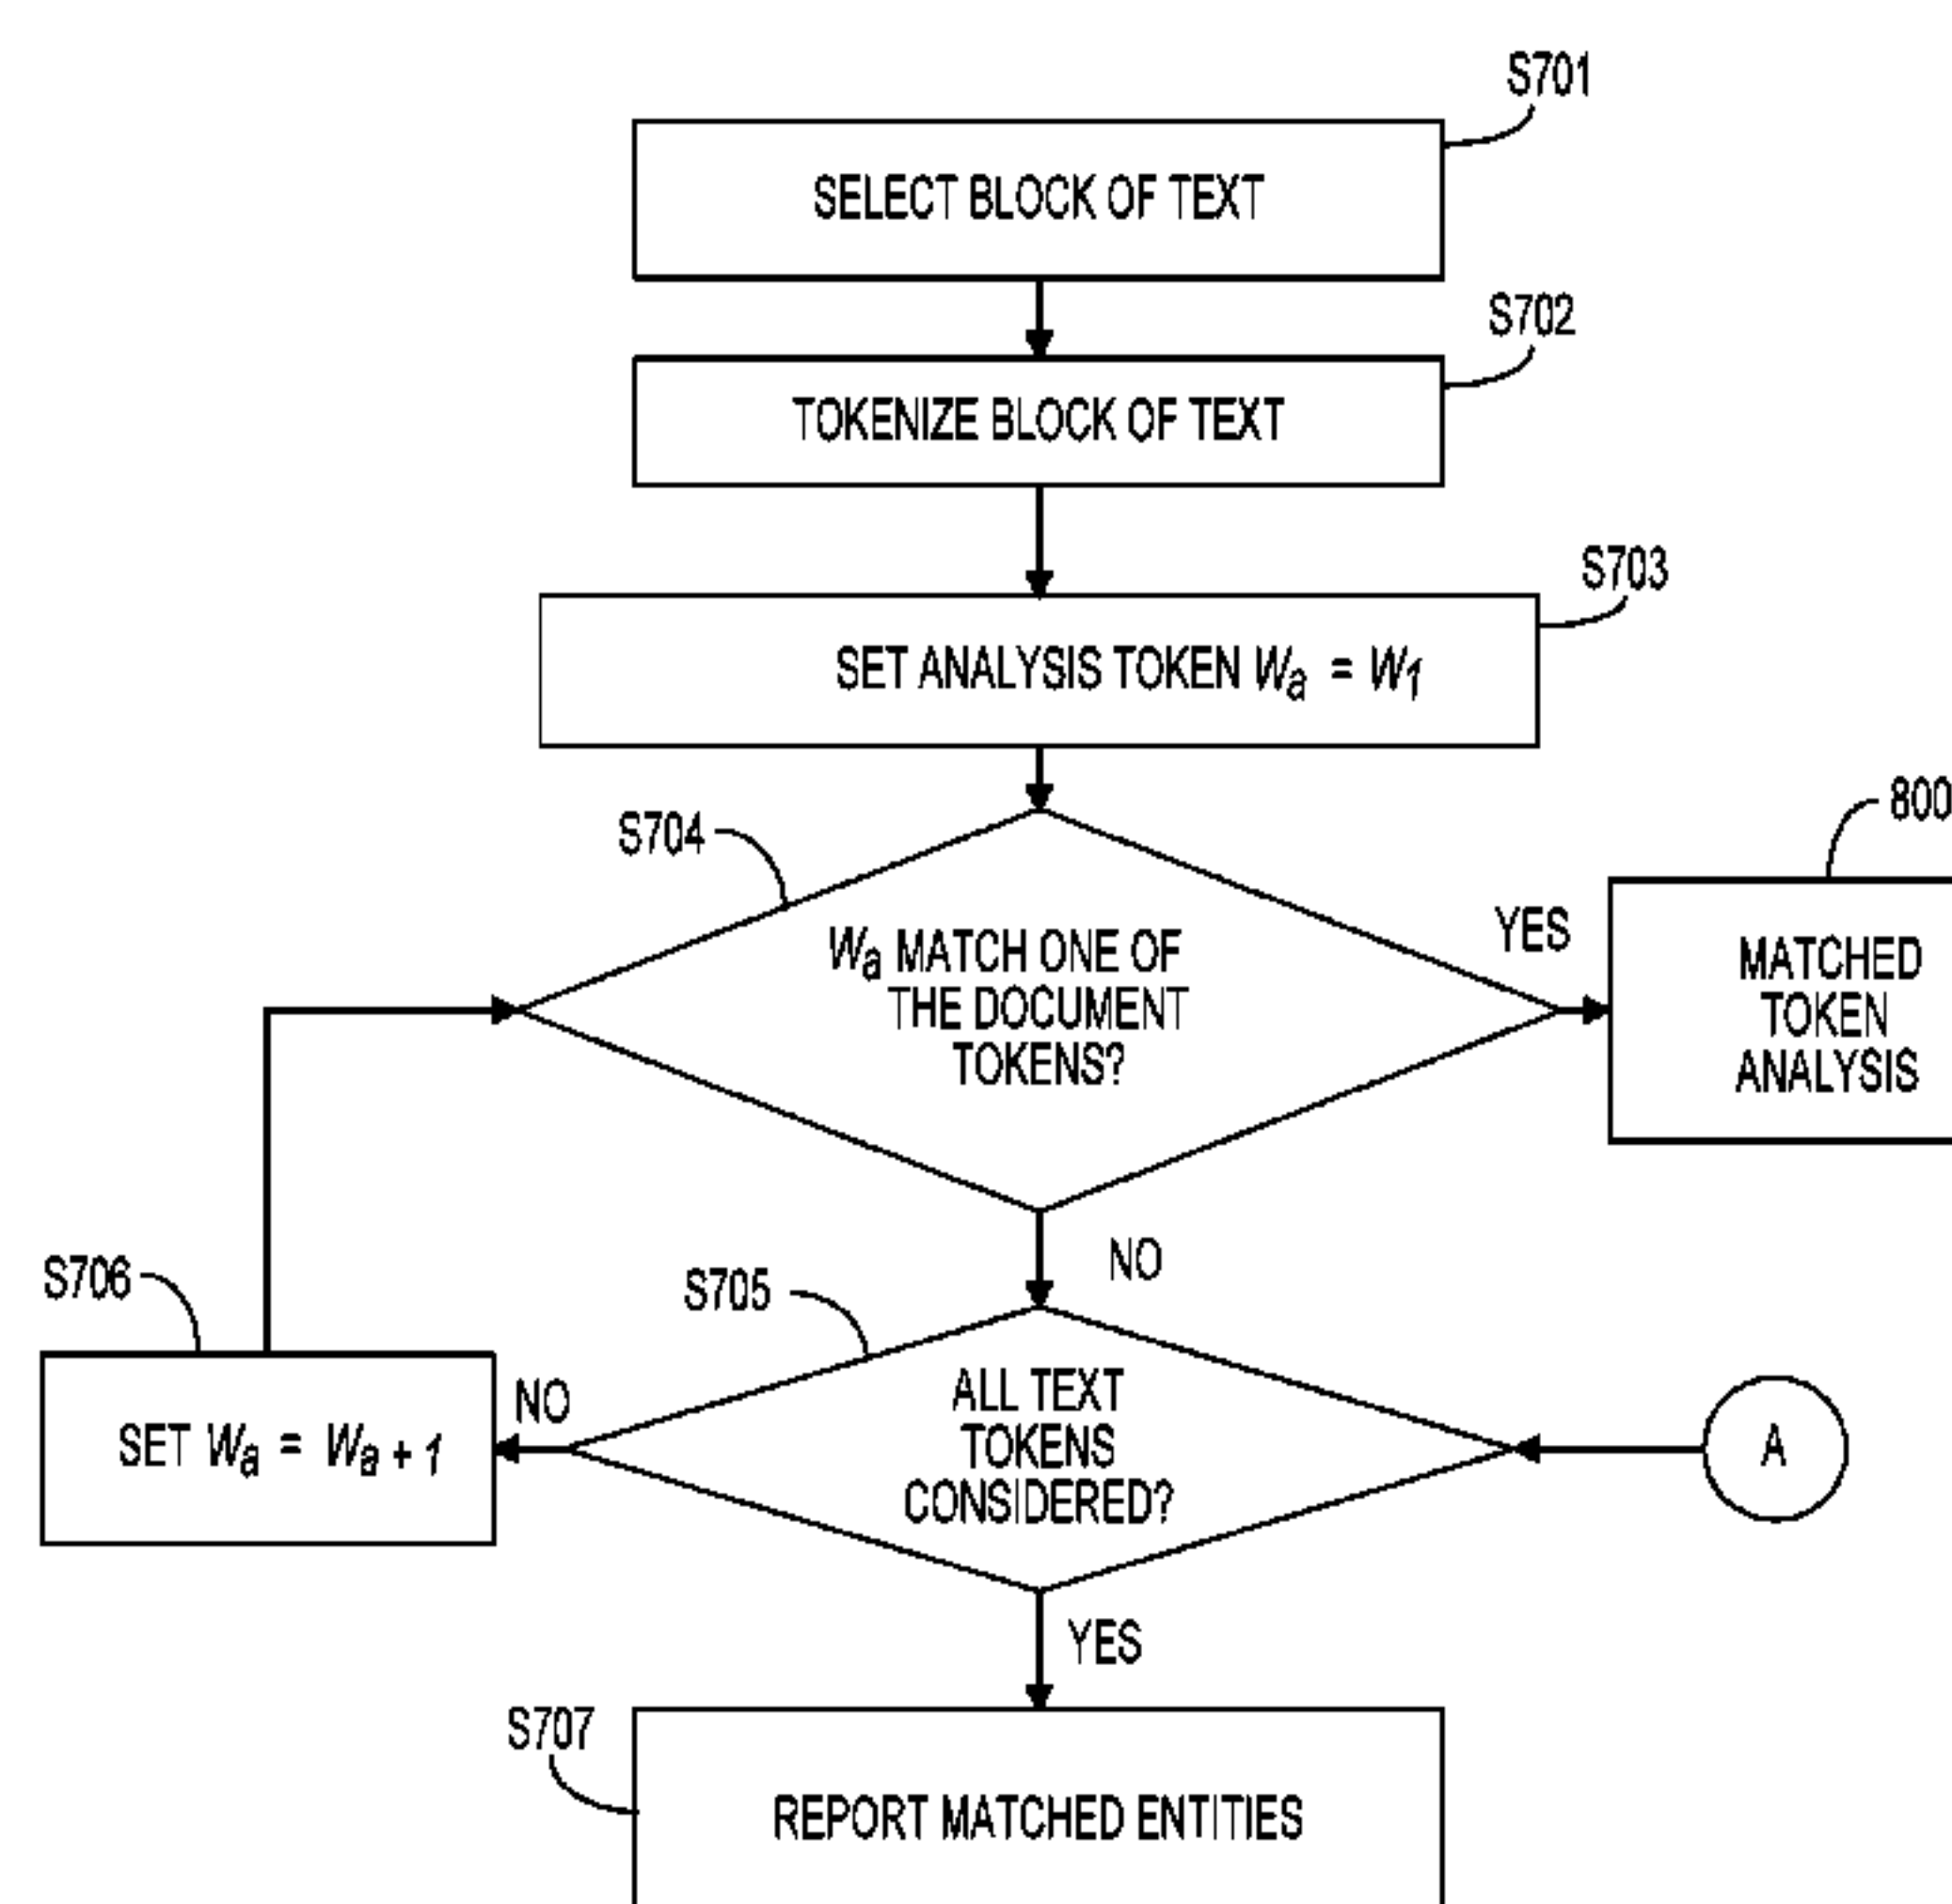 S701
SELECT BLOCK OF TEXT
S702
TOKENIZE BLOCK OF TEXT
S703
SET ANALYSIS TOKEN Wa = W1
S704
800
Wa MATCH ONE OF
THE DOCUMENT
TOKENS?
YES
MATCHED
TOKEN
ANALYSIS
NO
S706
S705
SET Wa = Wa + 1
NO
ALL TEXT
TOKENS
CONSIDERED?
A
YES
S707
REPORT MATCHED ENTITIES